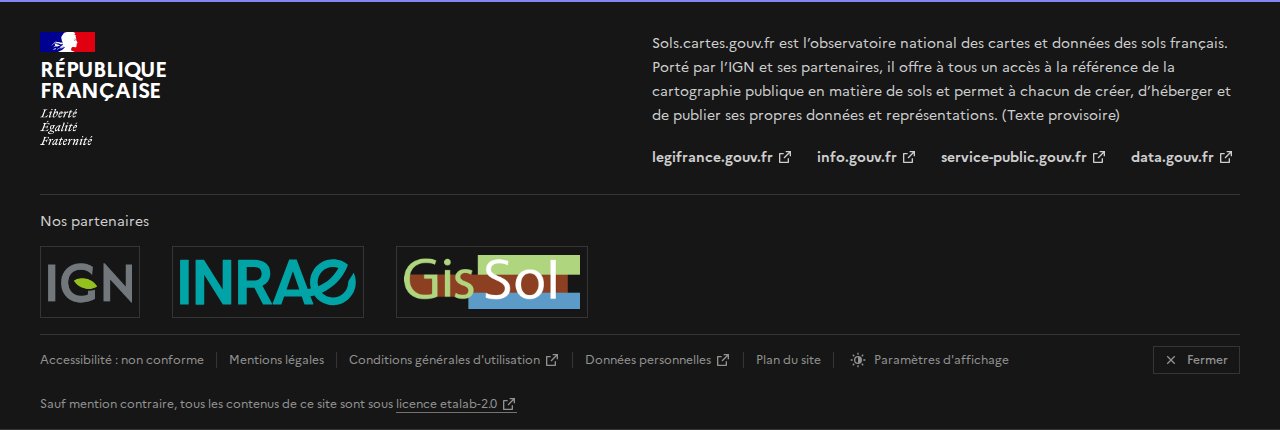 RÉPUBLIQUE
FRANÇAISE
Liberté
Égalité
Fraternité
Sols.cartes.gouv.fr est l’observatoire national des cartes et données des sols français.
Porté par l’IGN et ses partenaires, il offre à tous un accès à la référence de la
cartographie publique en matière de sols et permet à chacun de créer, d’héberger et
de publier ses propres données et représentations. (Texte provisoire)
legifrance.gouv.fr info.gouv.fr service-public.gouv.fr data.gouv.fr
Nos partenaires
IGN INRAE GisSol
Accessibilité : non conforme Mentions légales Conditions générales d'utilisation Données personnelles Plan du site Paramètres d'affichage Fermer
Sauf mention contraire, tous les contenus de ce site sont sous licence etalab-2.0